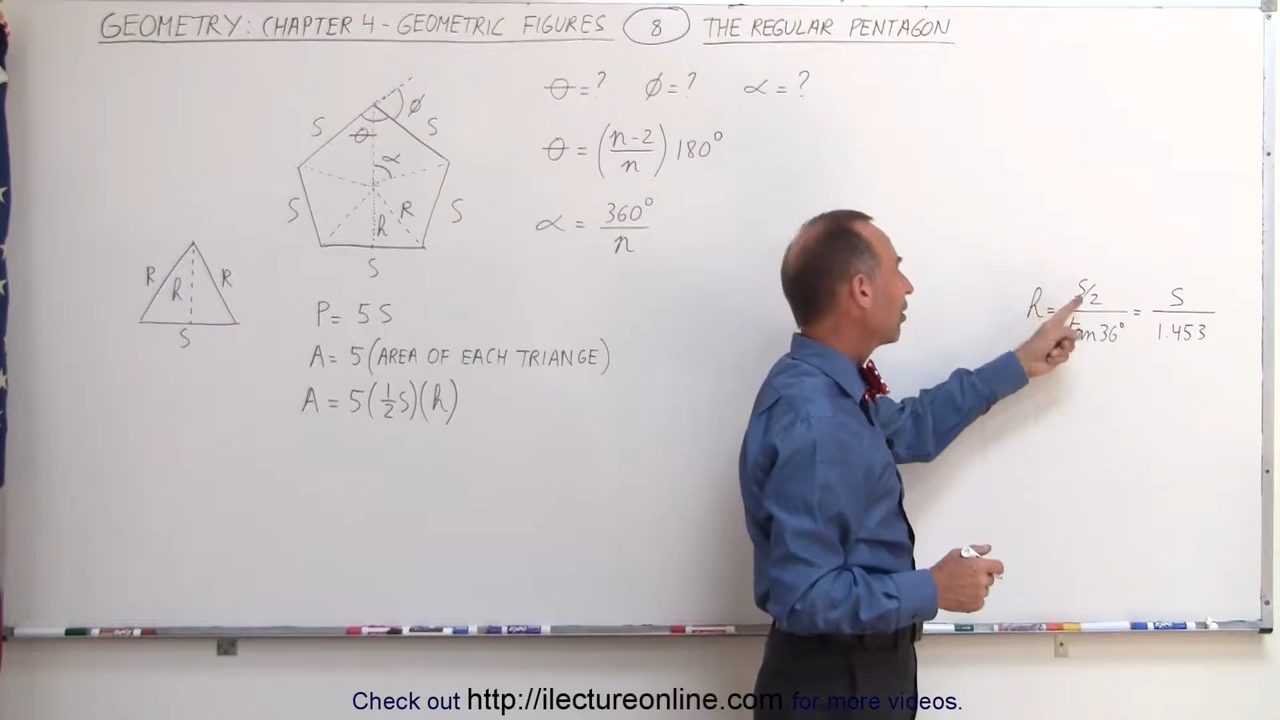 GEOMETRY: CHAPTER 4 - GEOMETRIC FIGURES 8 THE REGULAR PENTAGON
θ = ? ϕ = ? α = ?
ϕ
S S
θ
α
θ = (n-2/n) 180°
S S
R
h
α = 360°/n
S
R R
h
S
h = S/2 / tan 36° = S / 1.453
P = 5 S
A = 5 (AREA OF EACH TRIANGE)
A = 5 (1/2 S)(h)
Check out http://ilectureonline.com for more videos.